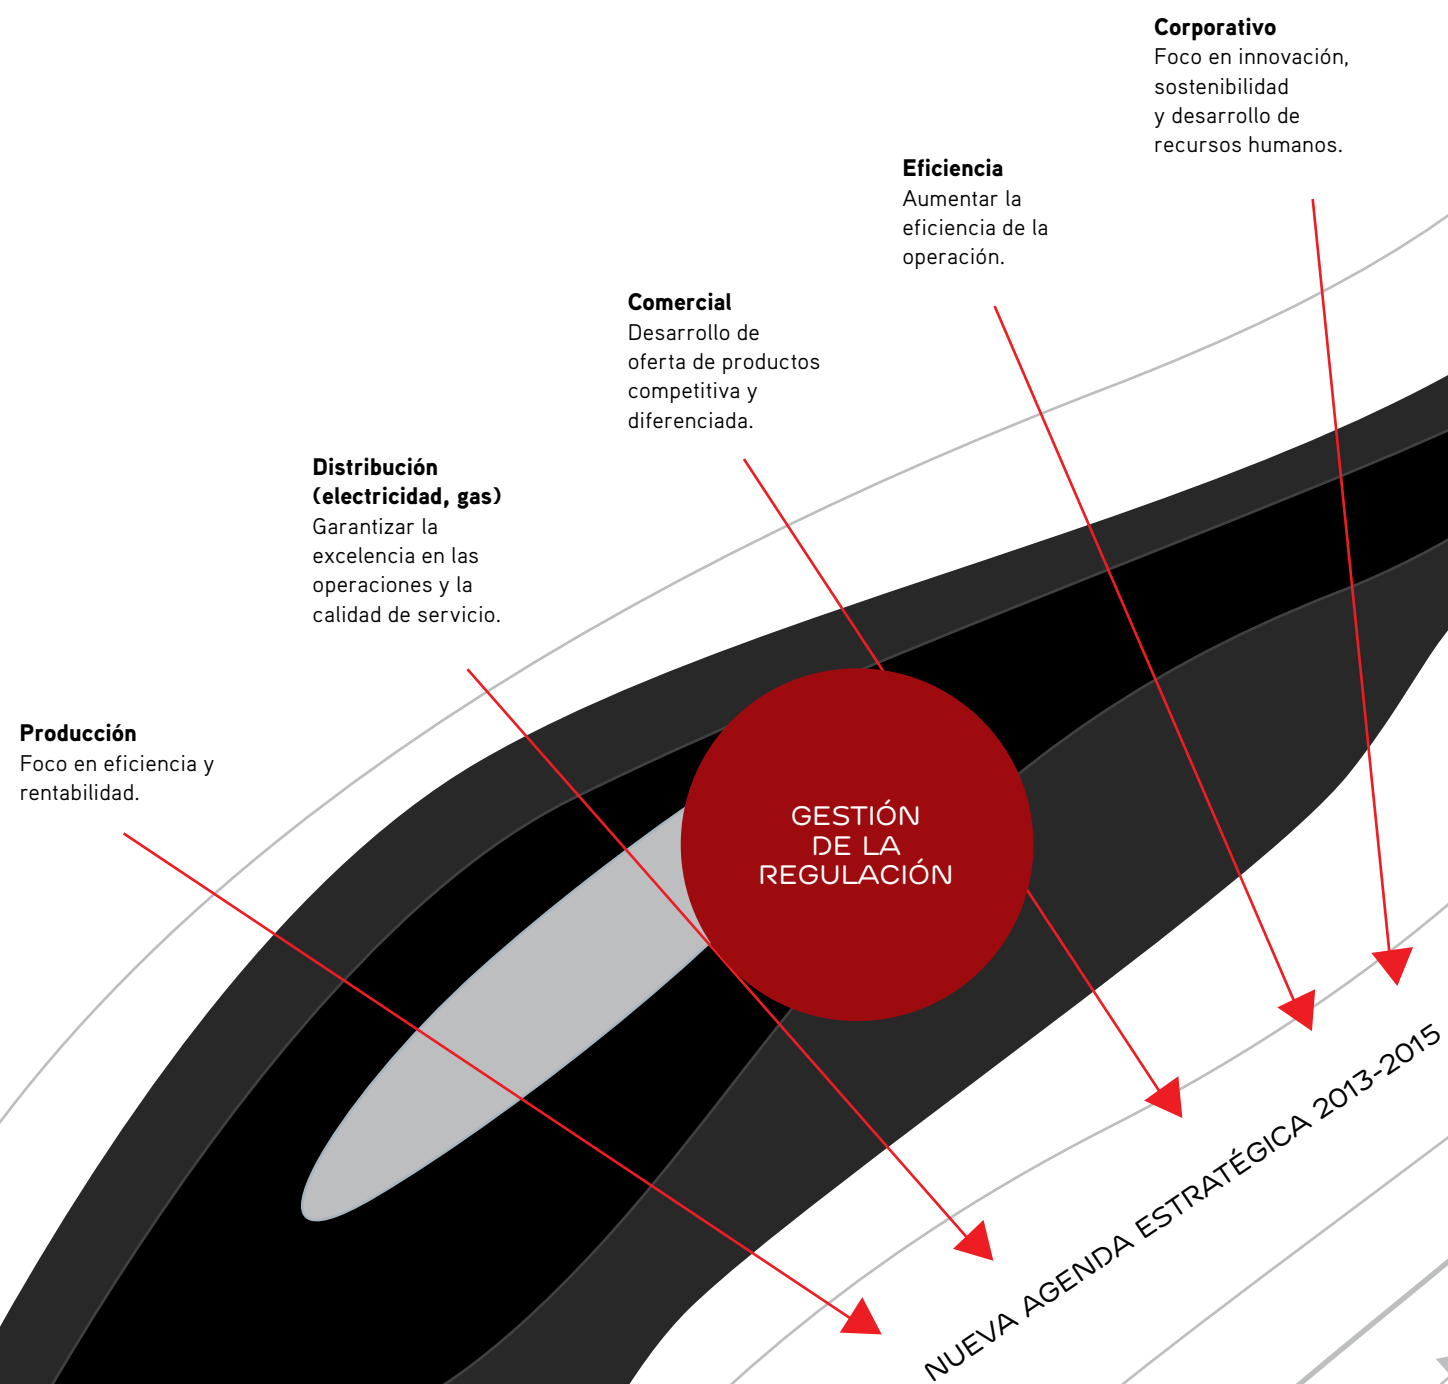 Corporativo
Foco en innovación,
sostenibilidad
y desarrollo de
recursos humanos.
Eficiencia
Aumentar la
eficiencia de la
operación.
Comercial
Desarrollo de
oferta de productos
competitiva y
diferenciada.
Distribución
(electricidad, gas)
Garantizar la
excelencia en las
operaciones y la
calidad de servicio.
Producción
Foco en eficiencia y
rentabilidad.
GESTIÓN
DE LA
REGULACIÓN
NUEVA AGENDA ESTRATÉGICA 2013-2015